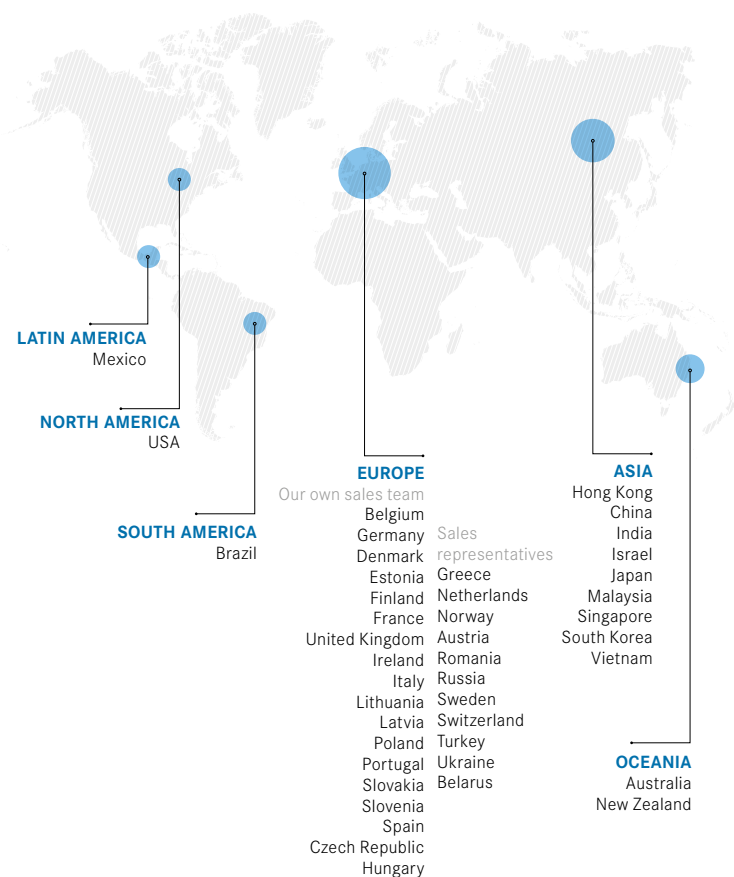 LATIN AMERICA
Mexico
NORTH AMERICA
USA
SOUTH AMERICA
Brazil
EUROPE
Our own sales team
Belgium
Germany
Denmark
Estonia
Finland
France
United Kingdom
Ireland
Italy
Lithuania
Latvia
Poland
Portugal
Slovakia
Slovenia
Spain
Czech Republic
Hungary
Sales
representatives
Greece
Netherlands
Norway
Austria
Romania
Russia
Sweden
Switzerland
Turkey
Ukraine
Belarus
ASIA
Hong Kong
China
India
Israel
Japan
Malaysia
Singapore
South Korea
Vietnam
OCEANIA
Australia
New Zealand